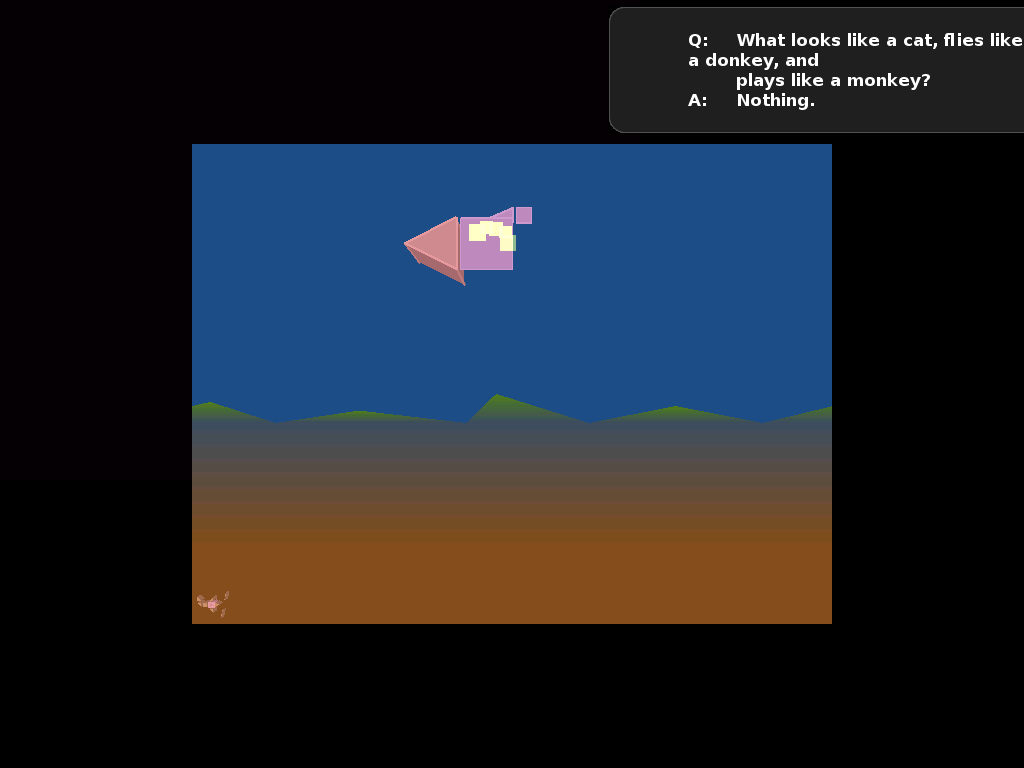 Q: What looks like a cat, flies like
a donkey, and
plays like a monkey?
A: Nothing.